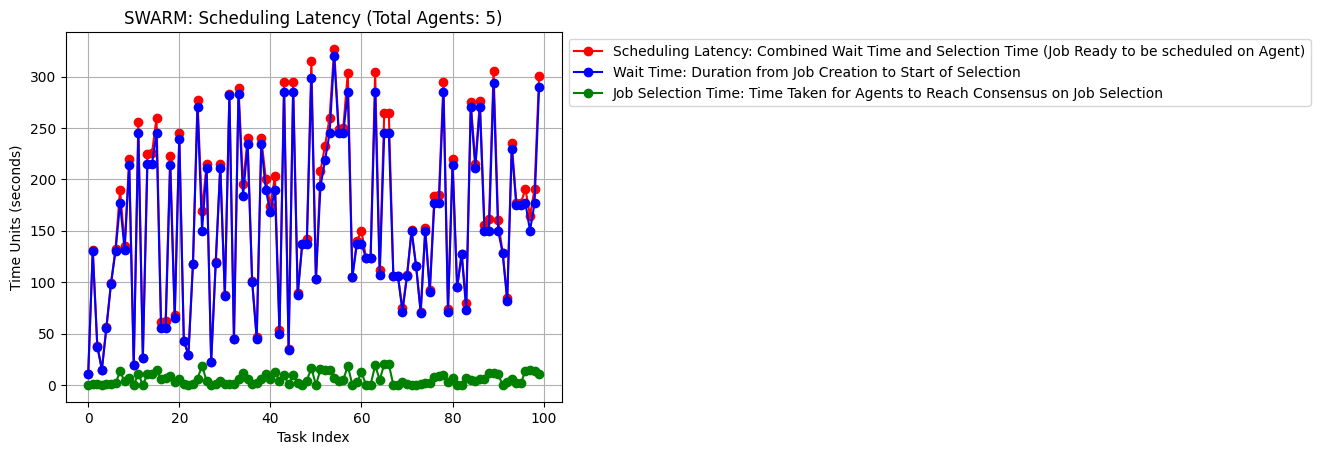 SWARM: Scheduling Latency (Total Agents: 5)
Scheduling Latency: Combined Wait Time and Selection Time (Job Ready to be scheduled on Agent)
Wait Time: Duration from Job Creation to Start of Selection
Job Selection Time: Time Taken for Agents to Reach Consensus on Job Selection
Time Units (seconds)
300
250
200
150
100
50
0
0 20 40 60 80 100
Task Index